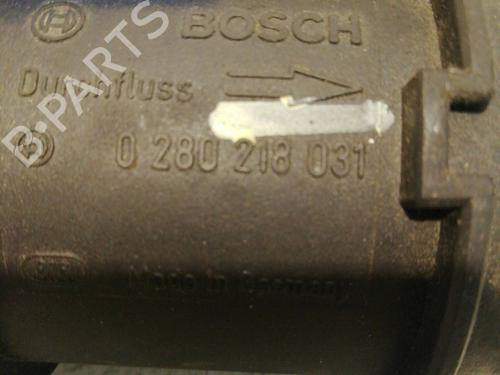 BOSCH
Durchfluss
0 280 218 031
Made in Germany
B-PARTS